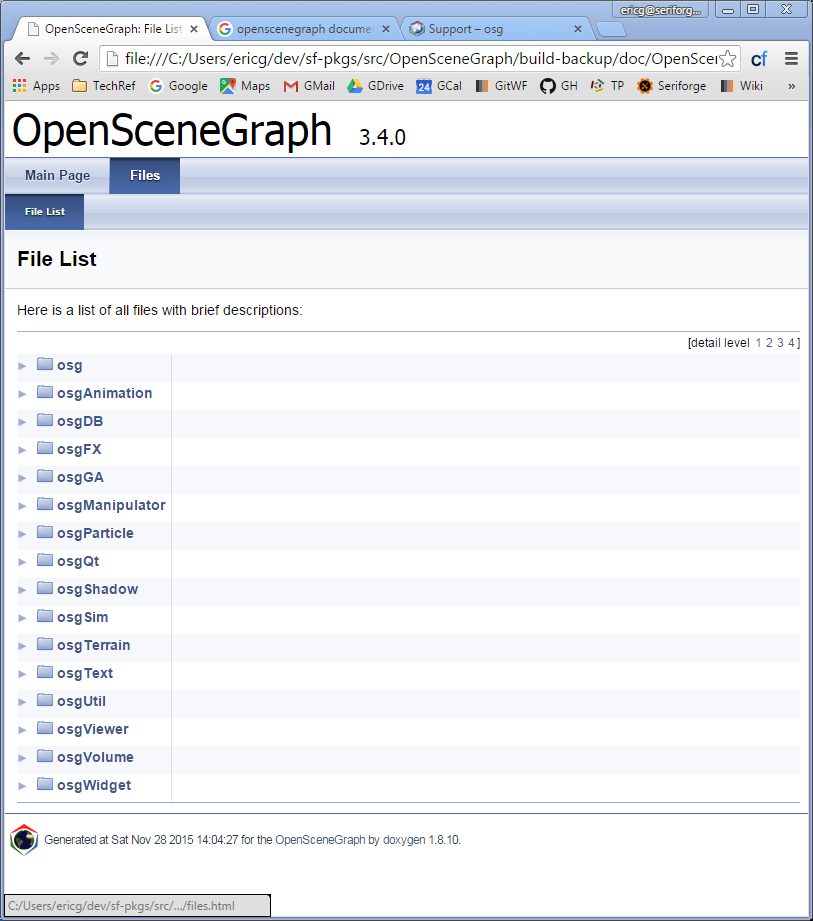 ericg@seriforg...
OpenSceneGraph: File List
openscenegraph docume
Support – osg
file:///C:/Users/ericg/dev/sf-pkgs/src/OpenSceneGraph/build-backup/doc/OpenSce
cf
Apps TechRef Google Maps GMail GDrive 24 GCal GitWF GH TP Seriforge Wiki »
OpenSceneGraph 3.4.0
Main Page Files
File List
File List
Here is a list of all files with brief descriptions:
[detail level 1 2 3 4]
osg
osgAnimation
osgDB
osgFX
osgGA
osgManipulator
osgParticle
osgQt
osgShadow
osgSim
osgTerrain
osgText
osgUtil
osgViewer
osgVolume
osgWidget
Generated at Sat Nov 28 2015 14:04:27 for the OpenSceneGraph by doxygen 1.8.10.
C:/Users/ericg/dev/sf-pkgs/src/.../files.html